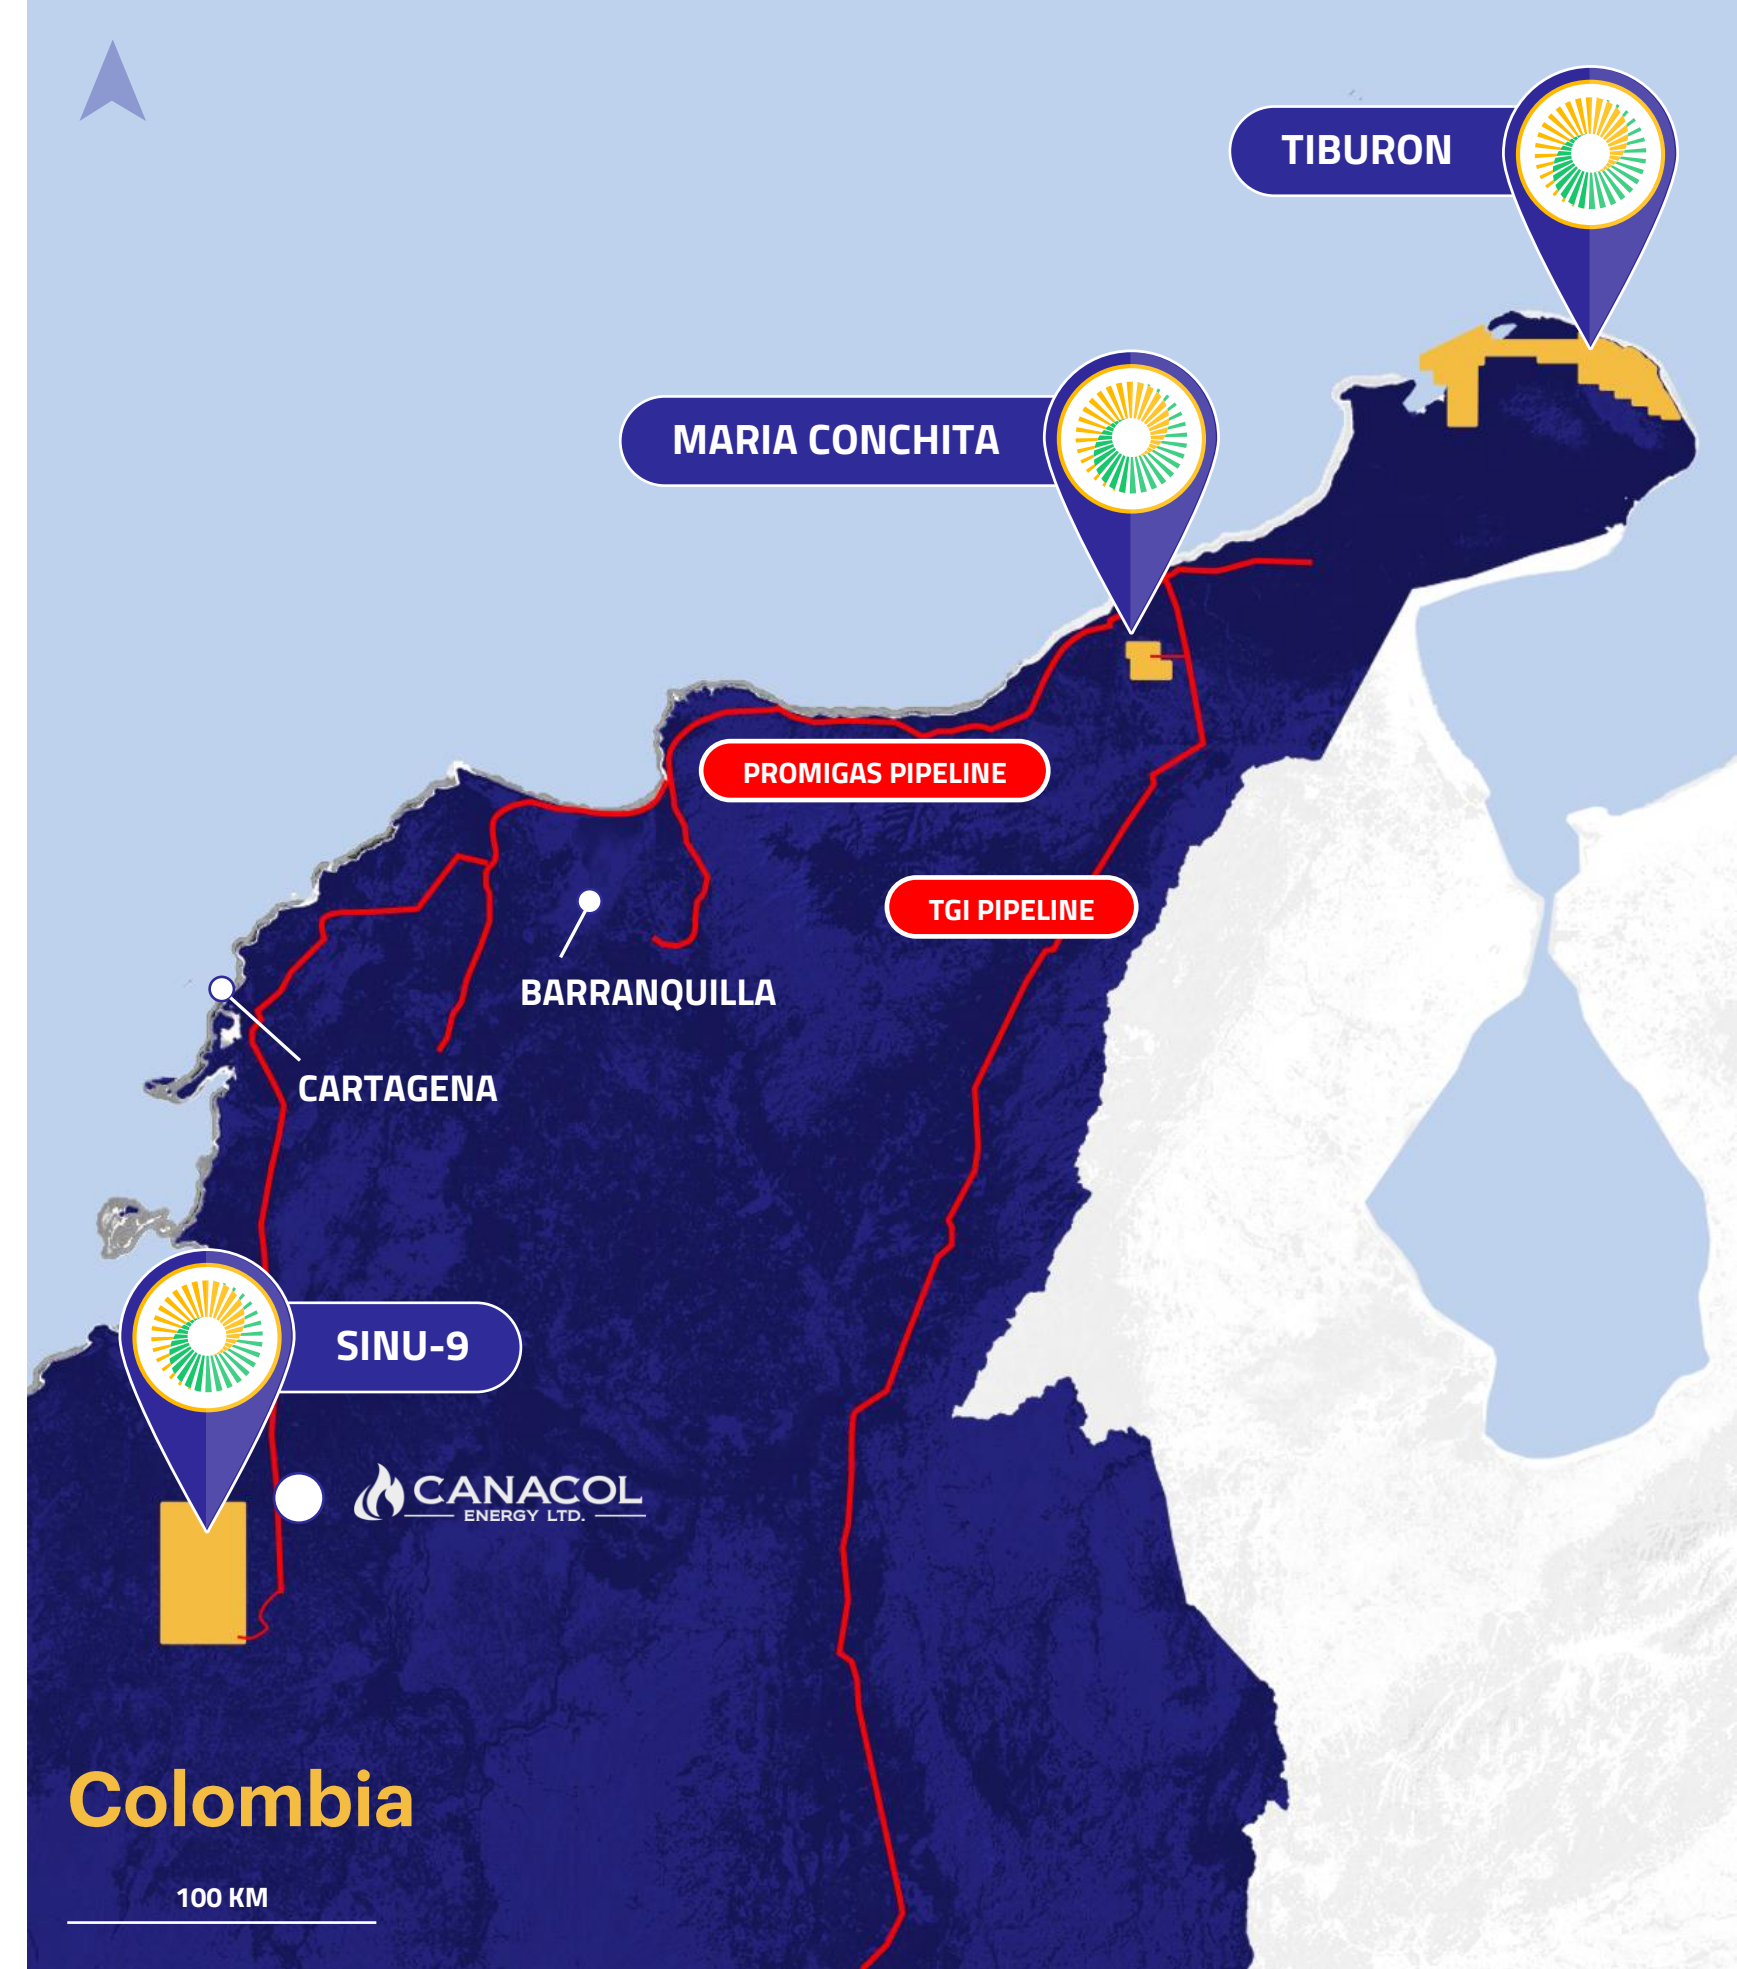 TIBURON
MARIA CONCHITA
PROMIGAS PIPELINE
TGI PIPELINE
BARRANQUILLA
CARTAGENA
SINU-9
CANACOL
ENERGY LTD.
Colombia
100 KM